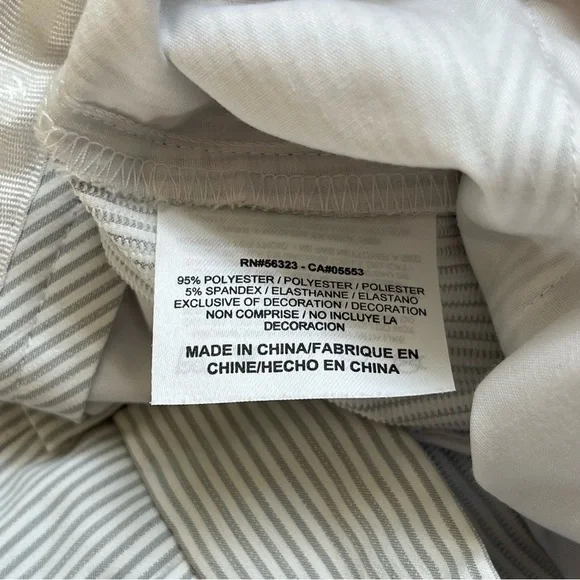 RN#56323 - CA#05553
95% POLYESTER / POLYESTER / POLIESTER
5% SPANDEX / ELASTHANNE / ELASTANO
EXCLUSIVE OF DECORATION / DECORATION
NON COMPRISE / NO INCLUYE LA
DECORACION
MADE IN CHINA/FABRIQUE EN
CHINE/HECHO EN CHINA